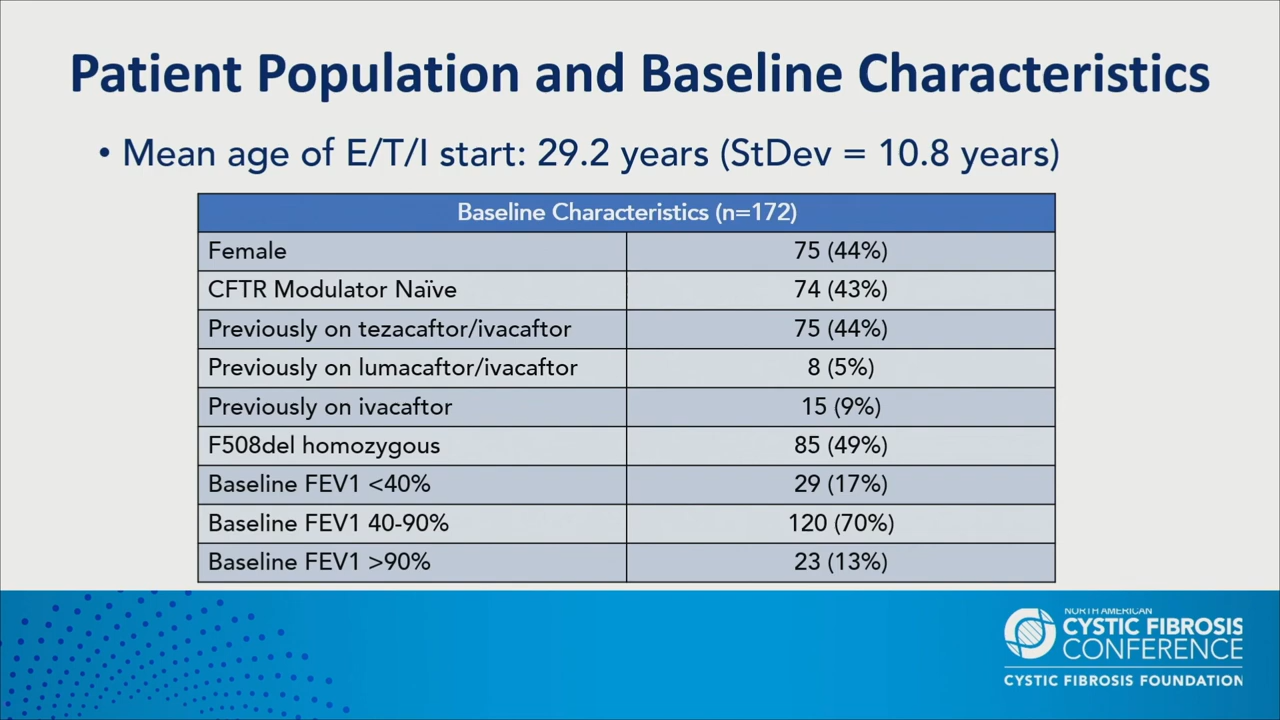 Patient Population and Baseline Characteristics
• Mean age of E/T/I start: 29.2 years (StDev = 10.8 years)
Baseline Characteristics (n=172)
Female 75 (44%)
CFTR Modulator Naïve 74 (43%)
Previously on tezacaftor/ivacaftor 75 (44%)
Previously on lumacaftor/ivacaftor 8 (5%)
Previously on ivacaftor 15 (9%)
F508del homozygous 85 (49%)
Baseline FEV1 <40% 29 (17%)
Baseline FEV1 40-90% 120 (70%)
Baseline FEV1 >90% 23 (13%)
NORTH AMERICAN
CYSTIC FIBROSIS
CONFERENCE
CYSTIC FIBROSIS FOUNDATION